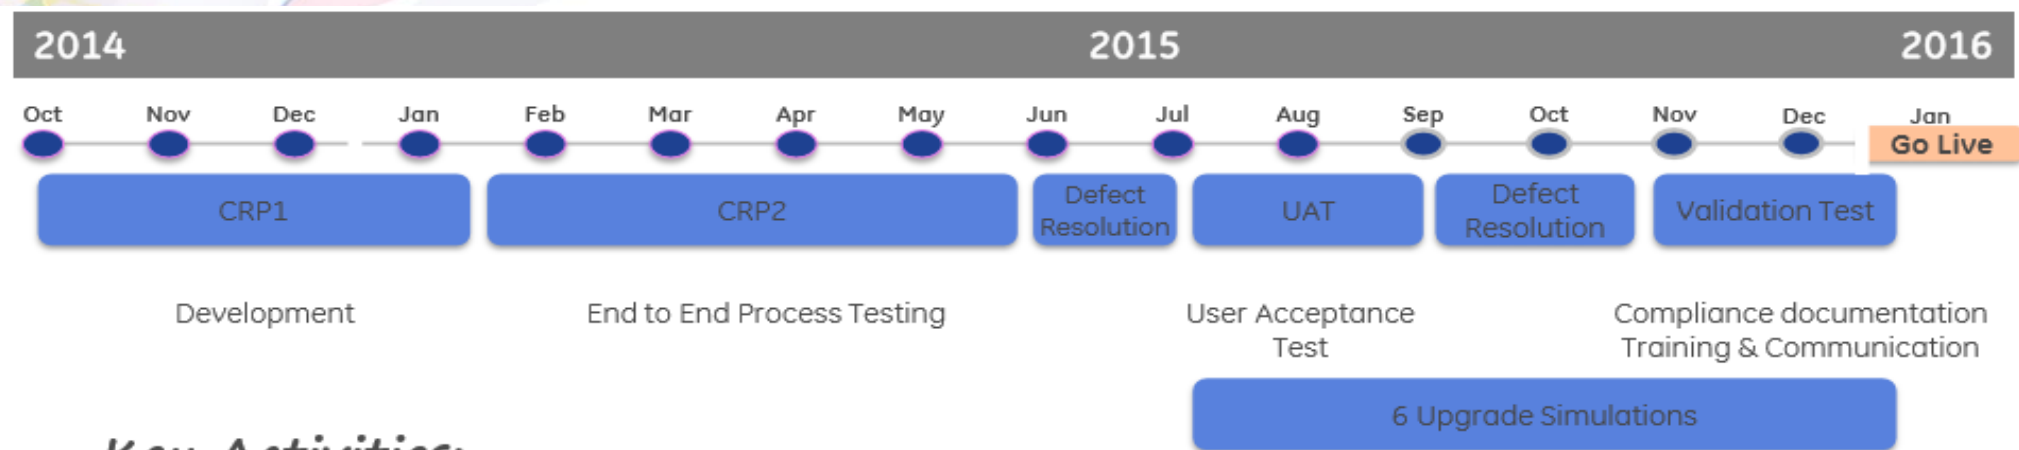 2014 2015 2016
Oct Nov Dec Jan Feb Mar Apr May Jun Jul Aug Sep Oct Nov Dec Jan
Go Live
CRP1
CRP2
Defect
Resolution
UAT
Defect
Resolution
Validation Test
Development
End to End Process Testing
User Acceptance
Test
Compliance documentation
Training & Communication
6 Upgrade Simulations
Key Activities: